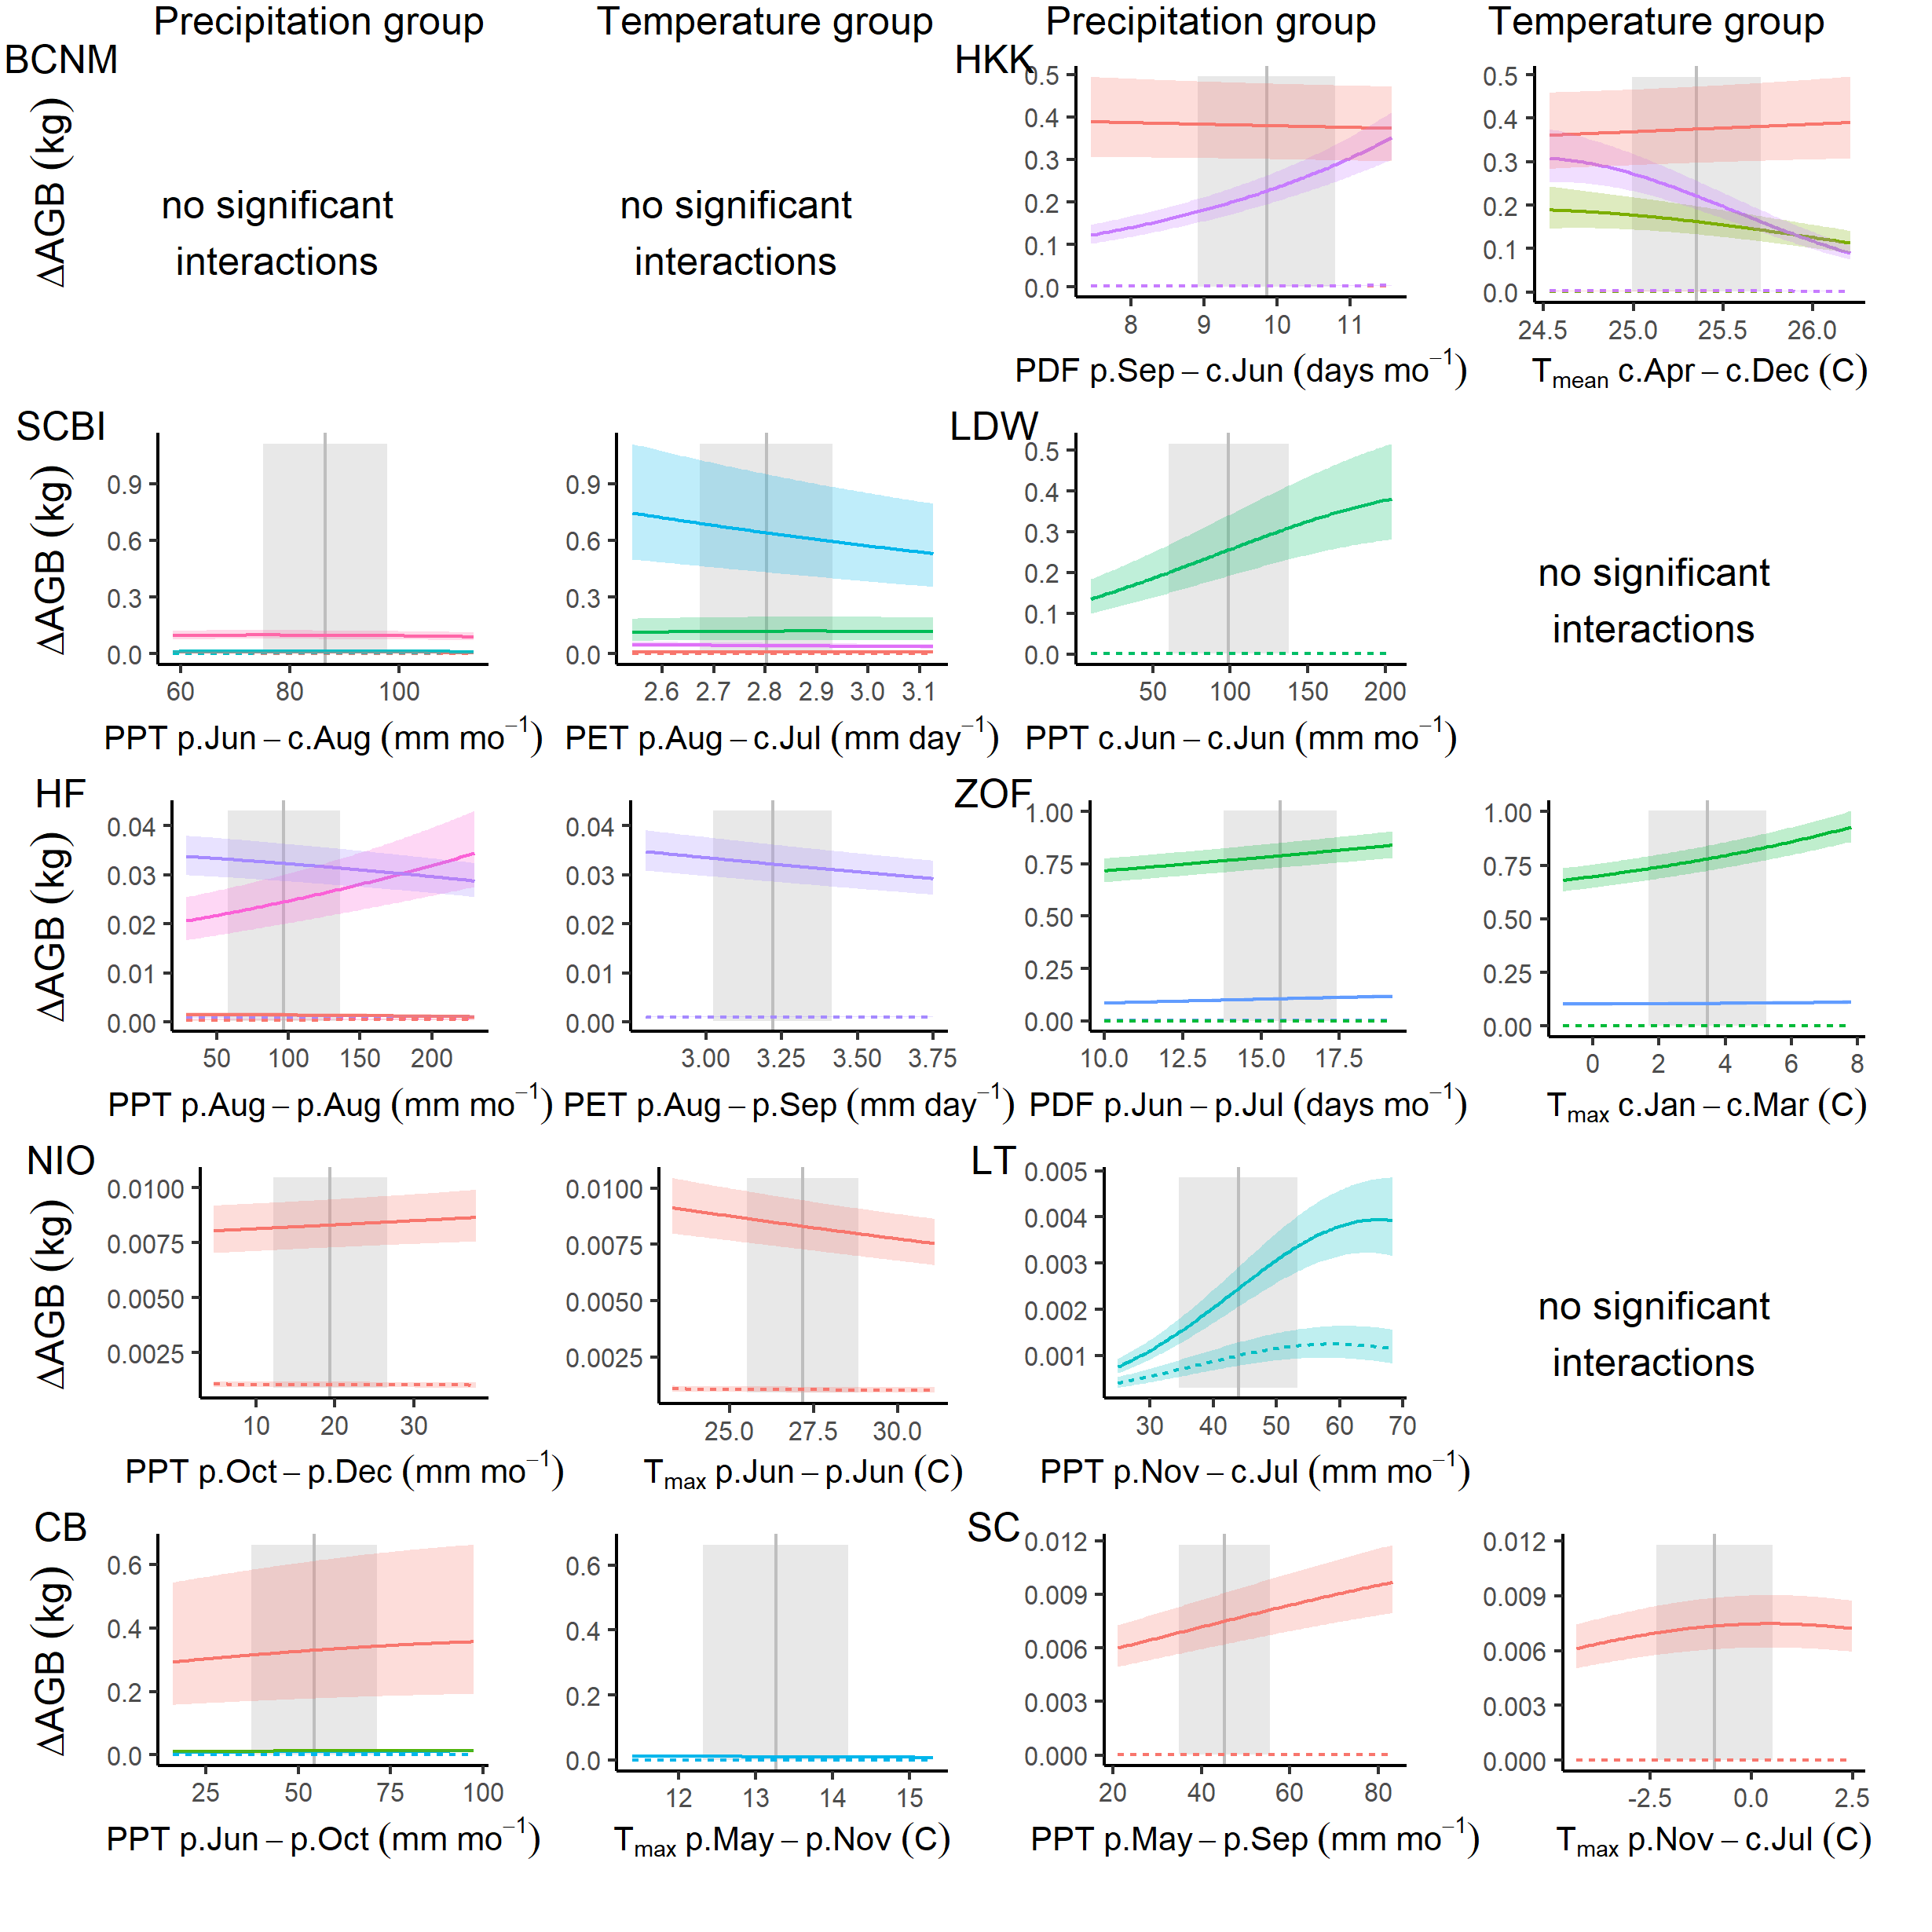 Precipitation group Temperature group Precipitation group Temperature group
BCNM HKK
ΔAGB (kg)
no significant
interactions
no significant
interactions
0.5
0.4
0.3
0.2
0.1
0.0
8 9 10 11
PDF p.Sep – c.Jun (days mo⁻¹)
0.5
0.4
0.3
0.2
0.1
0.0
24.5 25.0 25.5 26.0
Tmean c.Apr – c.Dec (C)
SCBI LDW
ΔAGB (kg)
0.9
0.6
0.3
0.0
60 80 100
PPT p.Jun – c.Aug (mm mo⁻¹)
0.9
0.6
0.3
0.0
2.6 2.7 2.8 2.9 3.0 3.1
PET p.Aug – c.Jul (mm day⁻¹)
0.5
0.4
0.3
0.2
0.1
0.0
50 100 150 200
PPT c.Jun – c.Jun (mm mo⁻¹)
no significant
interactions
HF ZOF
ΔAGB (kg)
0.04
0.03
0.02
0.01
0.00
50 100 150 200
PPT p.Aug – p.Aug (mm mo⁻¹)
0.04
0.03
0.02
0.01
0.00
3.00 3.25 3.50 3.75
PET p.Aug – p.Sep (mm day⁻¹)
1.00
0.75
0.50
0.25
0.00
10.0 12.5 15.0 17.5
PDF p.Jun – p.Jul (days mo⁻¹)
1.00
0.75
0.50
0.25
0.00
0 2 4 6 8
Tmax c.Jan – c.Mar (C)
NIO LT
ΔAGB (kg)
0.0100
0.0075
0.0050
0.0025
10 20 30
PPT p.Oct – p.Dec (mm mo⁻¹)
0.0100
0.0075
0.0050
0.0025
25.0 27.5 30.0
Tmax p.Jun – p.Jun (C)
0.005
0.004
0.003
0.002
0.001
30 40 50 60 70
PPT p.Nov – c.Jul (mm mo⁻¹)
no significant
interactions
CB SC
ΔAGB (kg)
0.6
0.4
0.2
0.0
25 50 75 100
PPT p.Jun – p.Oct (mm mo⁻¹)
0.6
0.4
0.2
0.0
12 13 14 15
Tmax p.May – p.Nov (C)
0.012
0.009
0.006
0.003
0.000
20 40 60 80
PPT p.May – p.Sep (mm mo⁻¹)
0.012
0.009
0.006
0.003
0.000
-2.5 0.0 2.5
Tmax p.Nov – c.Jul (C)